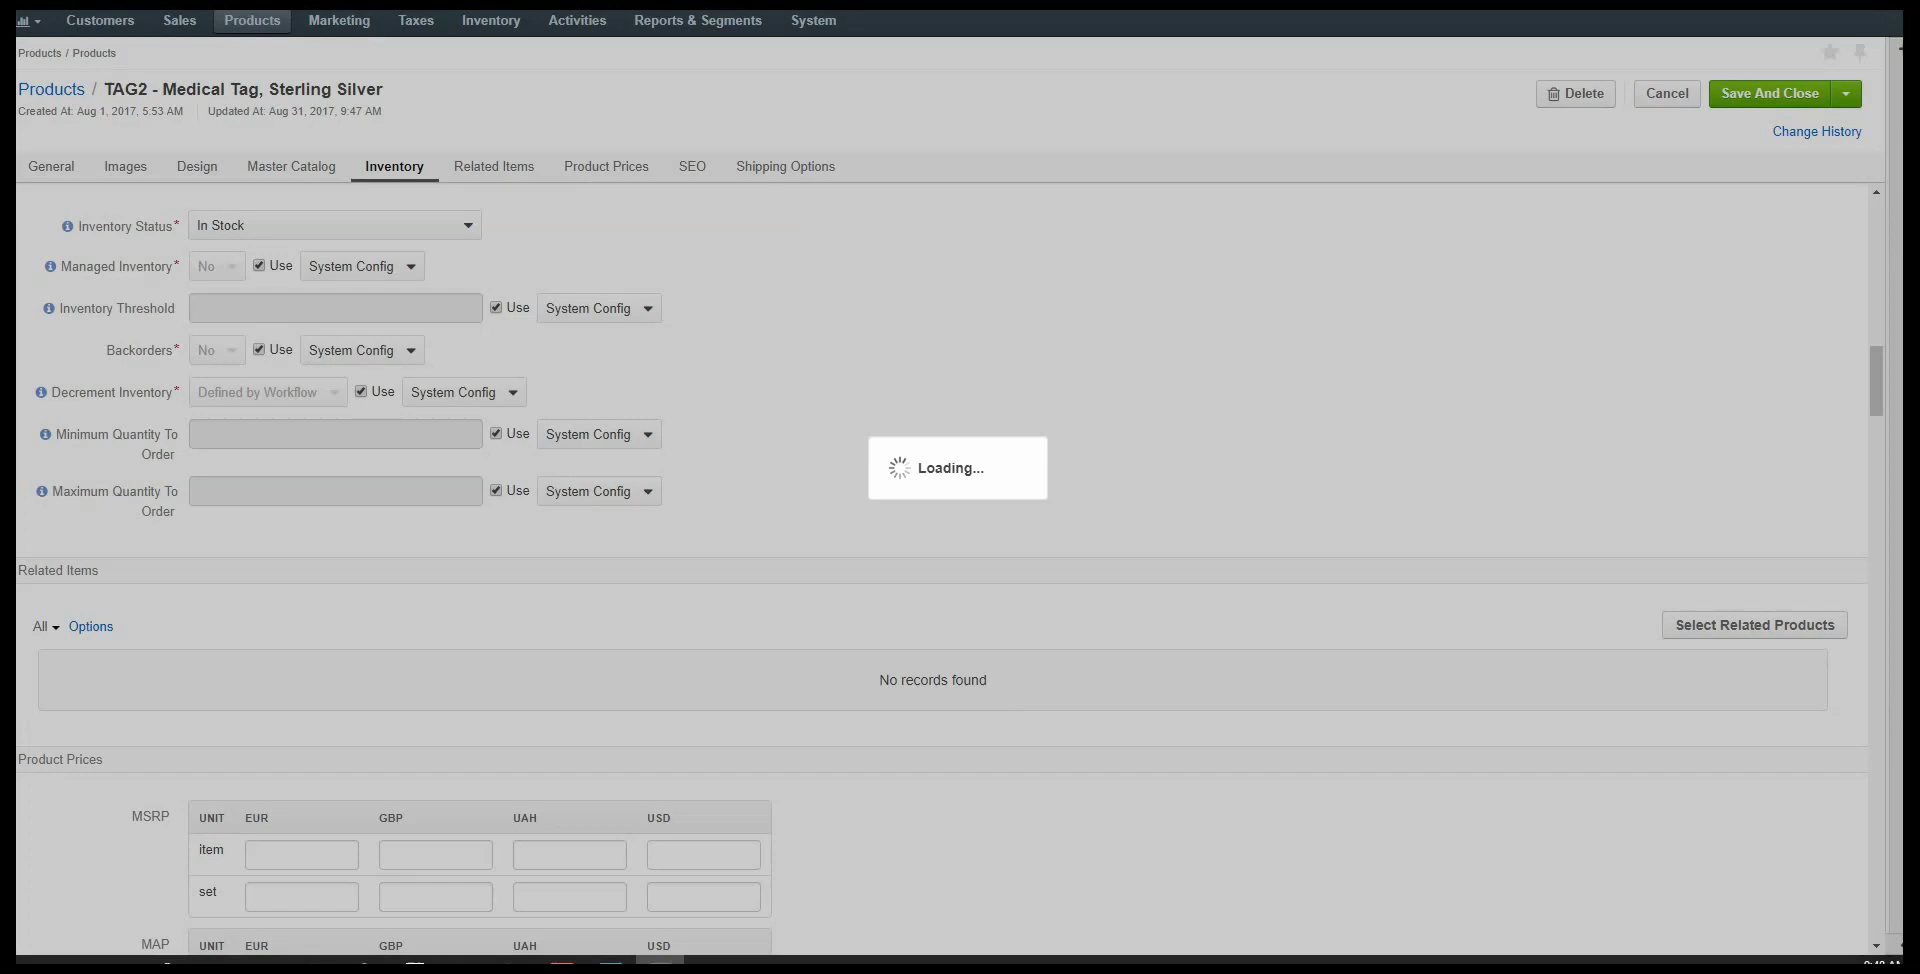 Customers Sales Products Marketing Taxes Inventory Activities Reports & Segments System
Products / Products
Products / TAG2 - Medical Tag, Sterling Silver
Delete Cancel Save And Close
Created At: Aug 1, 2017, 5:53 AM Updated At: Aug 31, 2017, 9:47 AM
Change History
General Images Design Master Catalog Inventory Related Items Product Prices SEO Shipping Options
Inventory Status* In Stock
Managed Inventory* No Use System Config
Inventory Threshold Use System Config
Backorders* No Use System Config
Decrement Inventory* Defined by Workflow Use System Config
Minimum Quantity To Use System Config
Order
Loading...
Maximum Quantity To Use System Config
Order
Related Items
All Options Select Related Products
No records found
Product Prices
MSRP UNIT EUR GBP UAH USD
item
set
MAP UNIT EUR GBP UAH USD